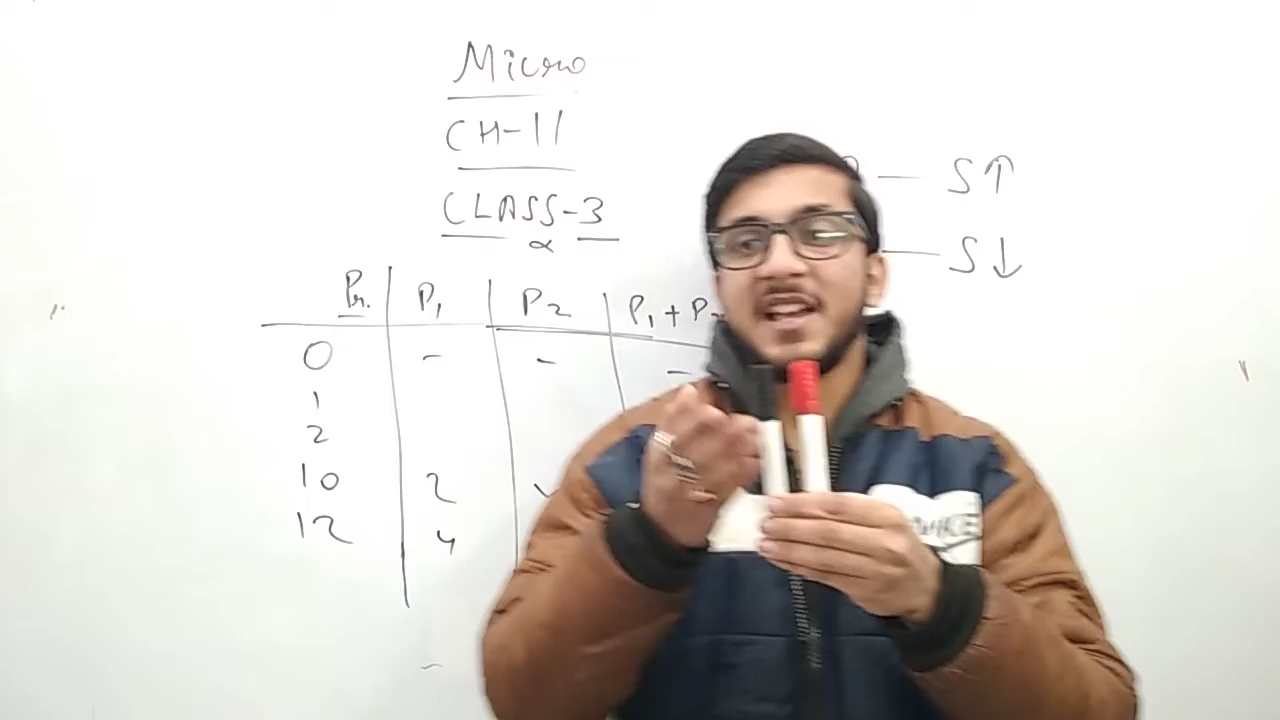 Micro
CH-11
CLASS-3
S↑
S↓
Pr. P1 P2 P1 + P
0 - - -
1
2
10 2
12 4